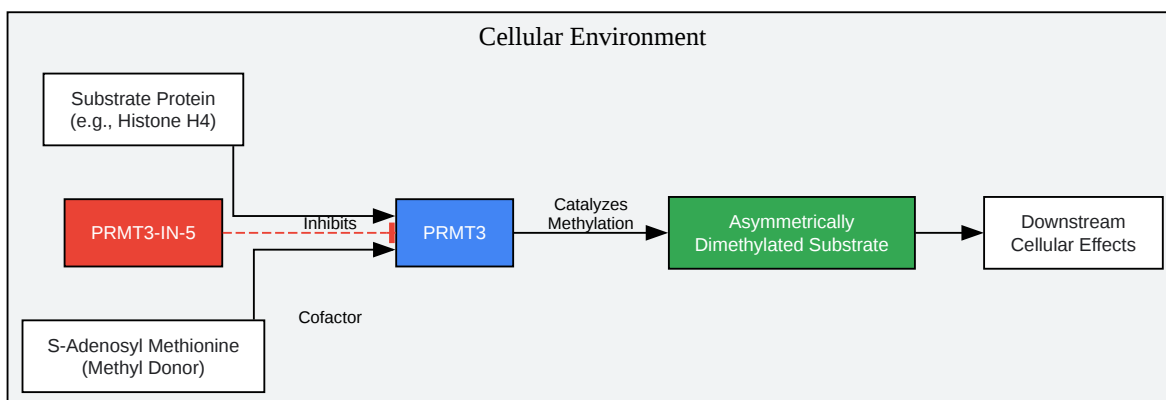 Cellular Environment
Substrate Protein
(e.g., Histone H4)
PRMT3-IN-5
Inhibits
PRMT3
Catalyzes
Methylation
Asymmetrically
Dimethylated Substrate
Downstream
Cellular Effects
Cofactor
S-Adenosyl Methionine
(Methyl Donor)